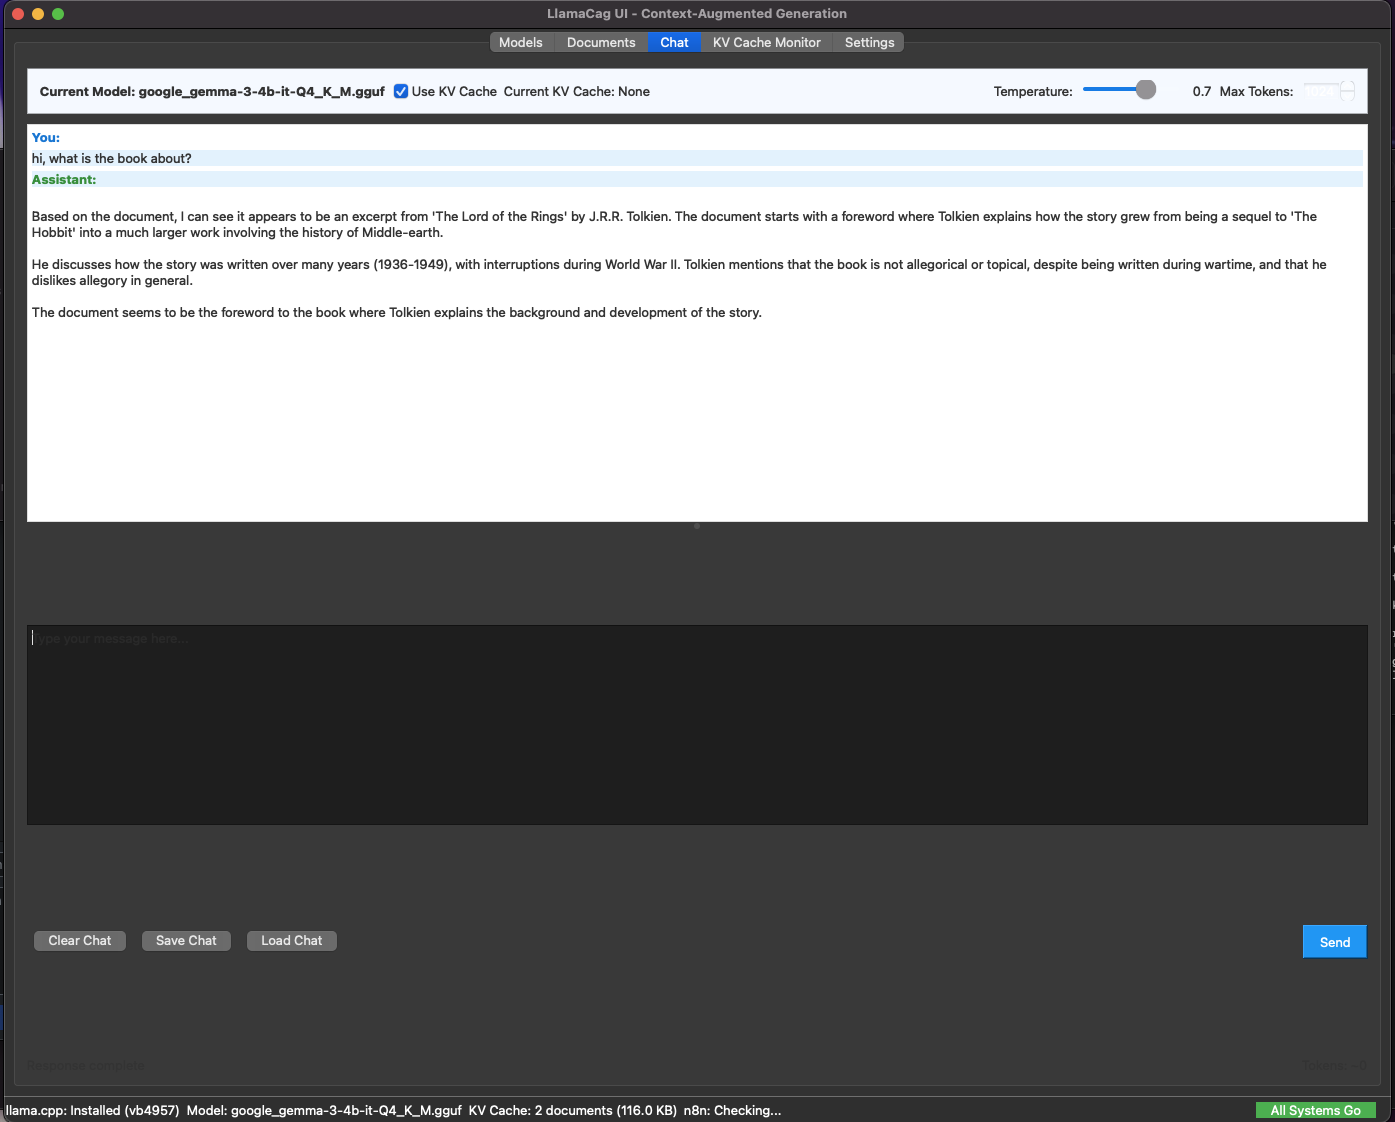 LlamaCag UI - Context-Augmented Generation
Models Documents Chat KV Cache Monitor Settings
Current Model: google_gemma-3-4b-it-Q4_K_M.gguf Use KV Cache Current KV Cache: None Temperature: 0.7 Max Tokens: 1024
You:
hi, what is the book about?
Assistant:
Based on the document, I can see it appears to be an excerpt from 'The Lord of the Rings' by J.R.R. Tolkien. The document starts with a foreword where Tolkien explains how the story grew from being a sequel to 'The
Hobbit' into a much larger work involving the history of Middle-earth.
He discusses how the story was written over many years (1936-1949), with interruptions during World War II. Tolkien mentions that the book is not allegorical or topical, despite being written during wartime, and that he
dislikes allegory in general.
The document seems to be the foreword to the book where Tolkien explains the background and development of the story.
Type your message here...
Clear Chat Save Chat Load Chat Send
Response complete Tokens: ~0
llama.cpp: Installed (vb4957) Model: google_gemma-3-4b-it-Q4_K_M.gguf KV Cache: 2 documents (116.0 KB) n8n: Checking... All Systems Go